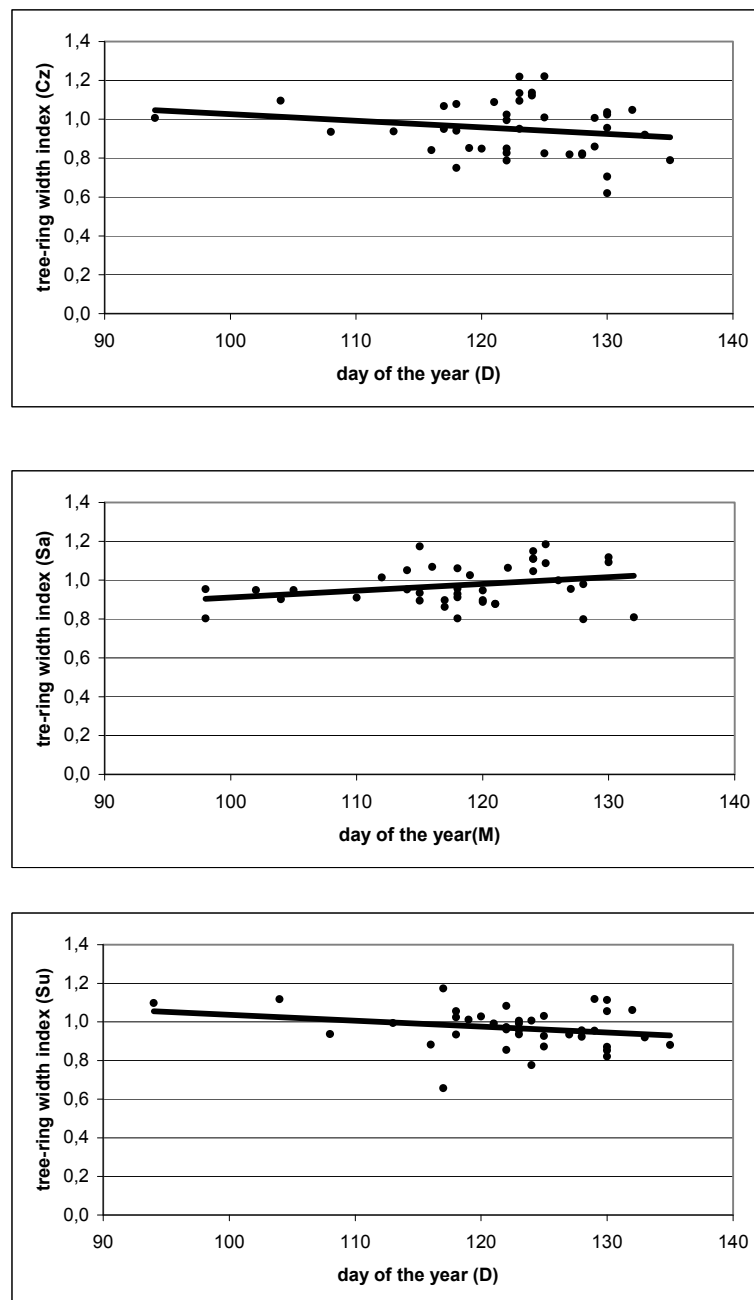 tree-ring width index (Cz)
1,4
1,2
1,0
0,8
0,6
0,4
0,2
0,0
90 100 110 120 130 140
day of the year (D)
tre-ring width index (Sa)
1,4
1,2
1,0
0,8
0,6
0,4
0,2
0,0
90 100 110 120 130 140
day of the year(M)
tree-ring width index (Su)
1,4
1,2
1,0
0,8
0,6
0,4
0,2
0,0
90 100 110 120 130 140
day of the year (D)